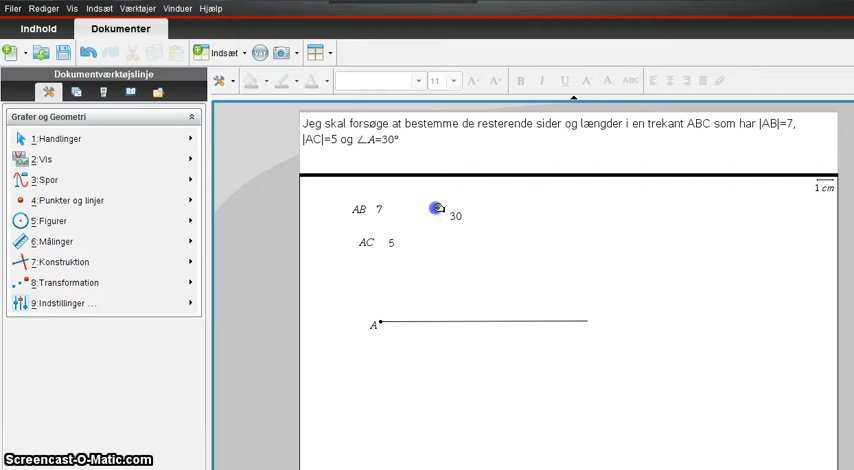 Filer Rediger Vis Indsæt Værktøjer Vinduer Hjælp
Indhold Dokumenter
Indsæt
Dokumentværktøjslinje
11
A A B I U A A ABC
Grafer og Geometri
1:Handlinger
2:Vis
3:Spor
4:Punkter og linjer
5:Figurer
6:Målinger
7:Konstruktion
8:Transformation
9:Indstillinger ...
Jeg skal forsøge at bestemme de resterende sider og længder i en trekant ABC som har |AB|=7,
|AC|=5 og ∠A=30°
1 cm
AB 7
30
AC 5
A
Screencast-O-Matic.com